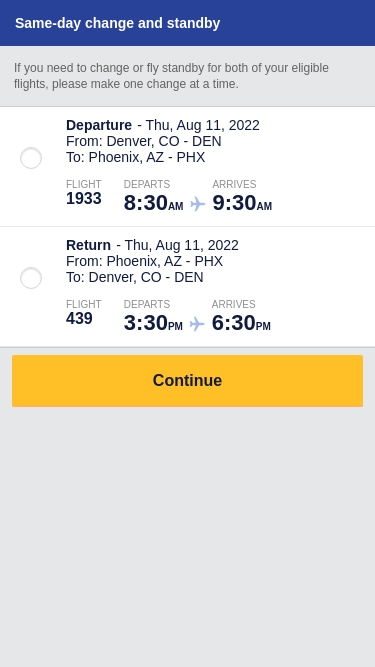 Same-day change and standby
If you need to change or fly standby for both of your eligible
flights, please make one change at a time.
Departure - Thu, Aug 11, 2022
From: Denver, CO - DEN
To: Phoenix, AZ - PHX
FLIGHT DEPARTS ARRIVES
1933 8:30AM 9:30AM
Return - Thu, Aug 11, 2022
From: Phoenix, AZ - PHX
To: Denver, CO - DEN
FLIGHT DEPARTS ARRIVES
439 3:30PM 6:30PM
Continue